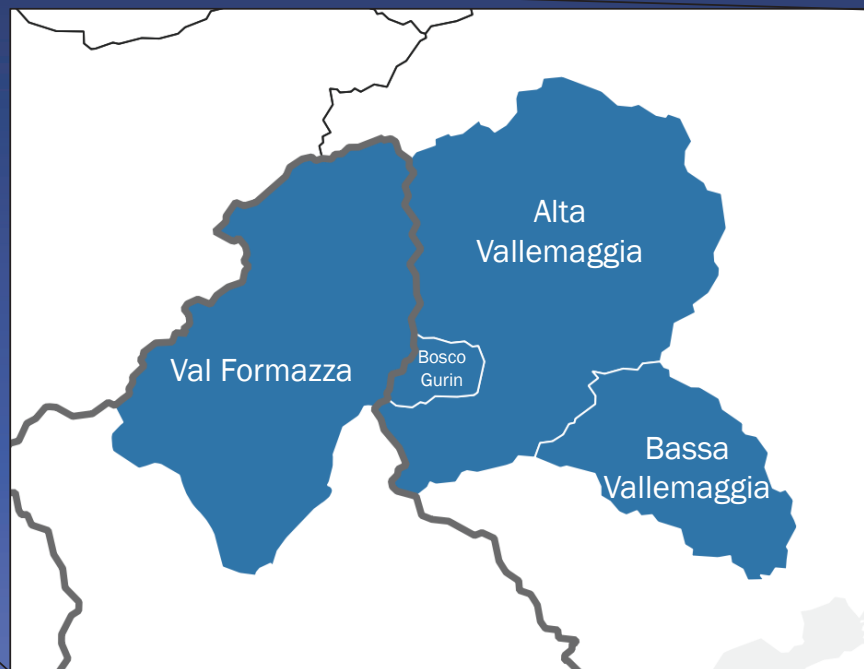 Alta
Vallemaggia
Val Formazza
Bosco
Gurin
Bassa
Vallemaggia